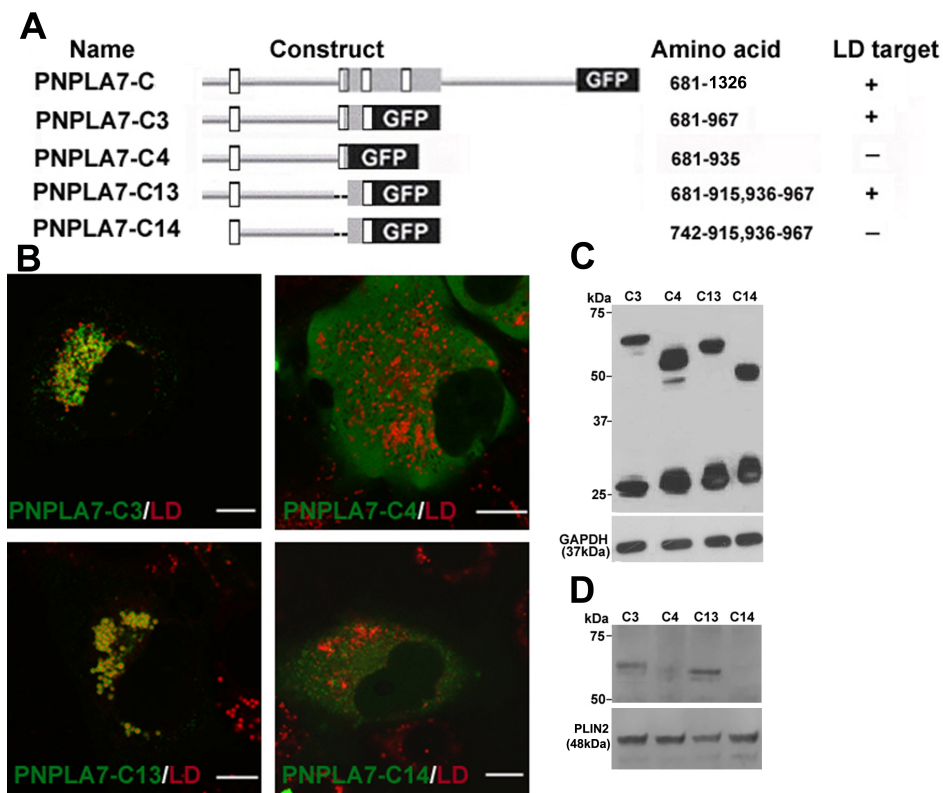 A
Name Construct Amino acid LD target
PNPLA7-C GFP 681-1326 +
PNPLA7-C3 GFP 681-967 +
PNPLA7-C4 GFP 681-935 –
PNPLA7-C13 GFP 681-915,936-967 +
PNPLA7-C14 GFP 742-915,936-967 –
B
PNPLA7-C3/LD
PNPLA7-C4/LD
PNPLA7-C13/LD
PNPLA7-C14/LD
C
kDa C3 C4 C13 C14
75-
50-
37-
25-
GAPDH
(37kDa)
D
kDa C3 C4 C13 C14
75-
50-
PLIN2
(48kDa)